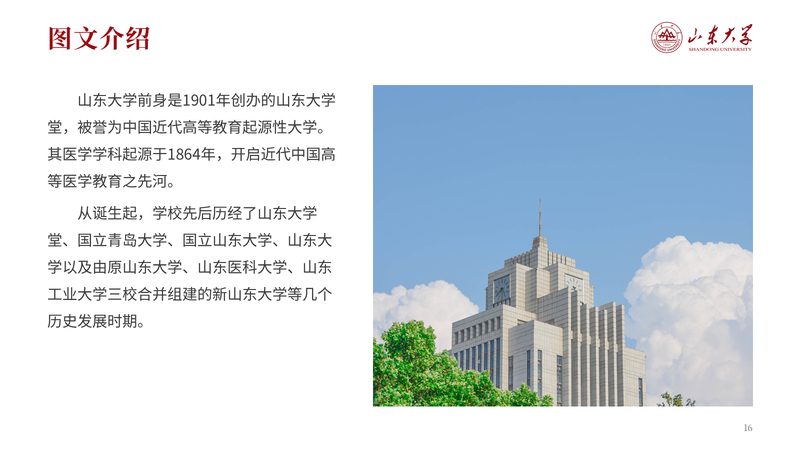 图文介绍
山东大学
SHANDONG UNIVERSITY
山东大学前身是1901年创办的山东大学
堂，被誉为中国近代高等教育起源性大学。
其医学学科起源于1864年，开启近代中国高
等医学教育之先河。
从诞生起，学校先后历经了山东大学
堂、国立青岛大学、国立山东大学、山东大
学以及由原山东大学、山东医科大学、山东
工业大学三校合并组建的新山东大学等几个
历史发展时期。
16